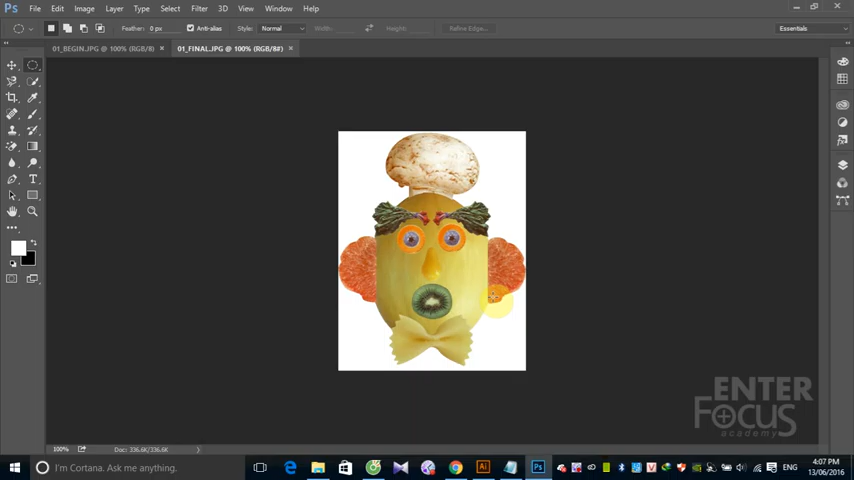 Ps File Edit Image Layer Type Select Filter 3D View Window Help
Feather: 0 px Anti-alias Style: Normal Width: Height: Refine Edge... Essentials
01_BEGIN.JPG @ 100% (RGB/8) × 01_FINAL.JPG @ 100% (RGB/8#) ×
ENTER
FOCUS
academy
100% Doc: 336.6K/336.6K
I'm Cortana. Ask me anything. Ai Ps ENG 4:07 PM
13/06/2016